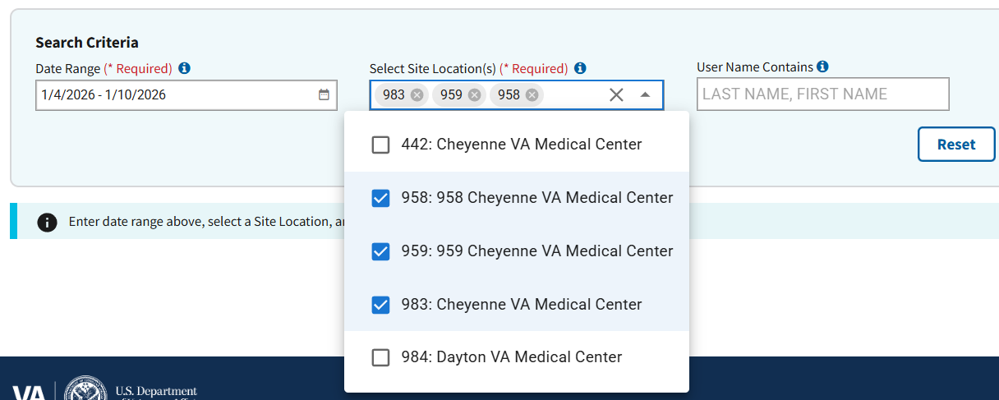 Search Criteria
Date Range (* Required)
1/4/2026 - 1/10/2026
Select Site Location(s) (* Required)
983 959 958
User Name Contains
LAST NAME, FIRST NAME
442: Cheyenne VA Medical Center
958: 958 Cheyenne VA Medical Center
959: 959 Cheyenne VA Medical Center
983: Cheyenne VA Medical Center
984: Dayton VA Medical Center
Reset
Enter date range above, select a Site Location,
VA
U.S. Department